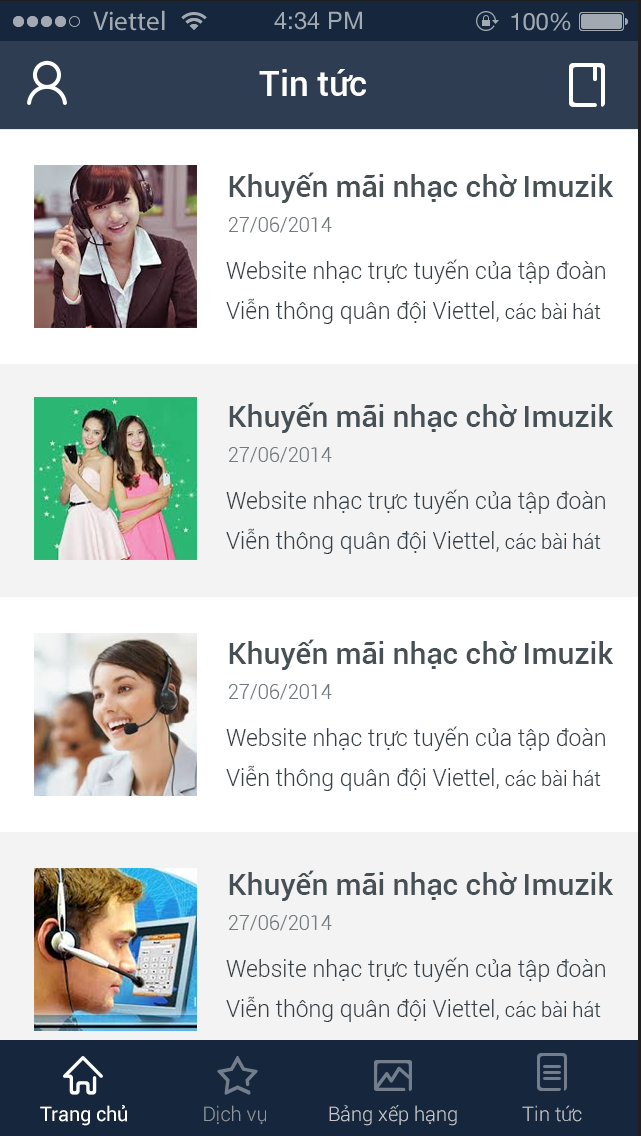 Viettel 4:34 PM 100%
Tin tức
Khuyến mãi nhạc chờ Imuzik
27/06/2014
Website nhạc trực tuyến của tập đoàn
Viễn thông quân đội Viettel, các bài hát
Khuyến mãi nhạc chờ Imuzik
27/06/2014
Website nhạc trực tuyến của tập đoàn
Viễn thông quân đội Viettel, các bài hát
Khuyến mãi nhạc chờ Imuzik
27/06/2014
Website nhạc trực tuyến của tập đoàn
Viễn thông quân đội Viettel, các bài hát
Khuyến mãi nhạc chờ Imuzik
27/06/2014
Website nhạc trực tuyến của tập đoàn
Viễn thông quân đội Viettel, các bài hát
Trang chủ Dịch vụ Bảng xếp hạng Tin tức